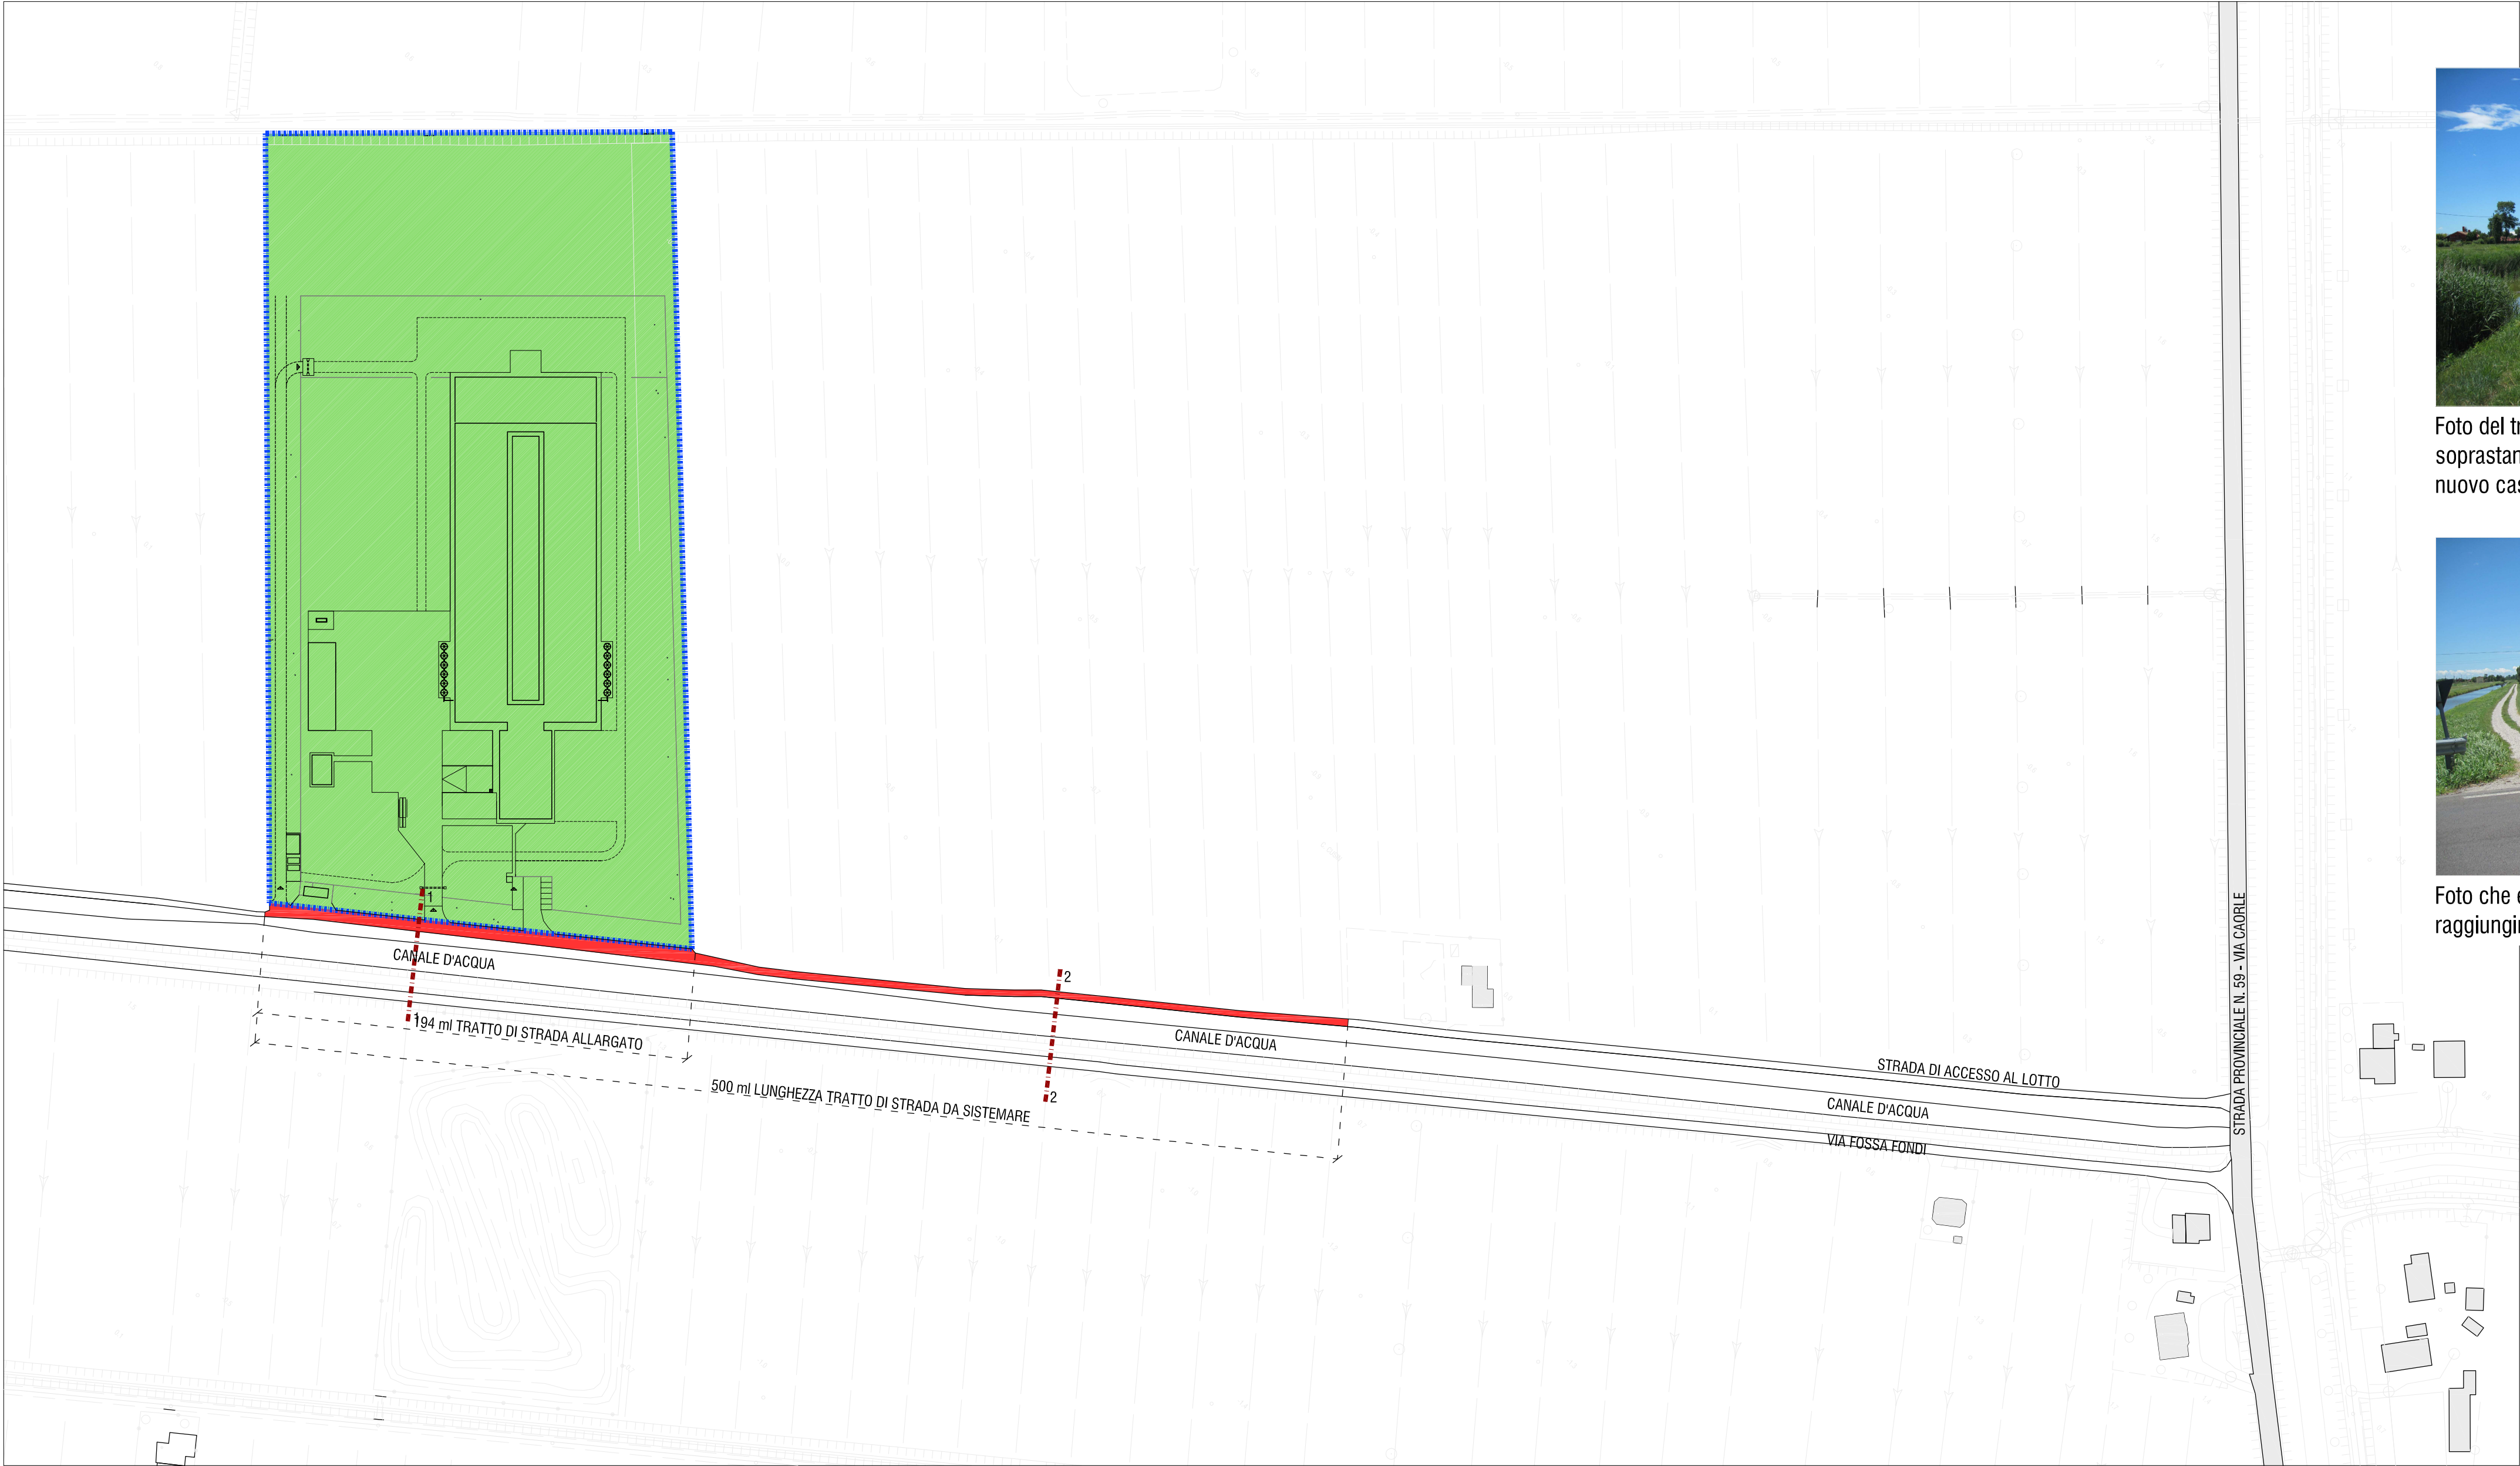 Foto del
soprastan
nuovo cas
Foto che
raggiungi
1
CANALE D'ACQUA
2
194 ml TRATTO DI STRADA ALLARGATO
CANALE D'ACQUA
500 ml LUNGHEZZA TRATTO DI STRADA DA SISTEMARE
2
STRADA DI ACCESSO AL LOTTO
CANALE D'ACQUA
VIA FOSSA FONDI
STRADA PROVINCIALE N. 59 - VIA CAORLE